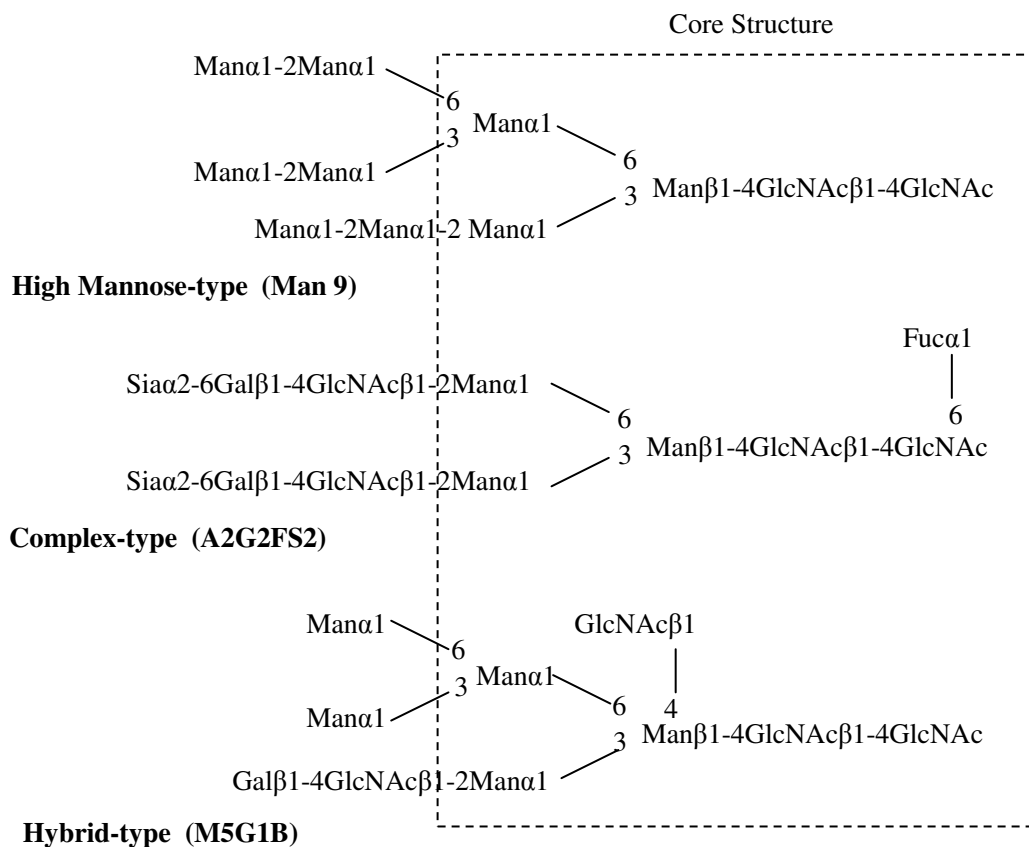 Core Structure
Manα1-2Manα1
6
Manα1
3
6
Manα1-2Manα1
Manβ1-4GlcNAcβ1-4GlcNAc
3
Manα1-2Manα1-2 Manα1
High Mannose-type (Man 9)
Fucα1
Siaα2-6Galβ1-4GlcNAcβ1-2Manα1
6
6
Manβ1-4GlcNAcβ1-4GlcNAc
3
Siaα2-6Galβ1-4GlcNAcβ1-2Manα1
Complex-type (A2G2FS2)
Manα1
GlcNAcβ1
6
Manα1
3
6
4
Manα1
Manβ1-4GlcNAcβ1-4GlcNAc
3
Galβ1-4GlcNAcβ1-2Manα1
Hybrid-type (M5G1B)